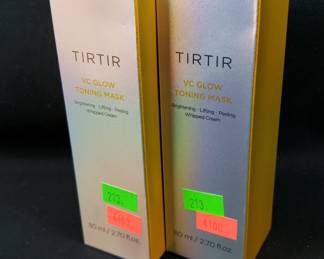 TIRTIR
VC GLOW
TONING MASK
Brightening · Lifting · Peeling
Whipped Cream
213.
80 ml / 2.70 fl.oz.
TIRTIR
VC GLOW
TONING MASK
Brightening · Lifting · Peeling
Whipped Cream
213.
4100
80 ml / 2.70 fl.oz.